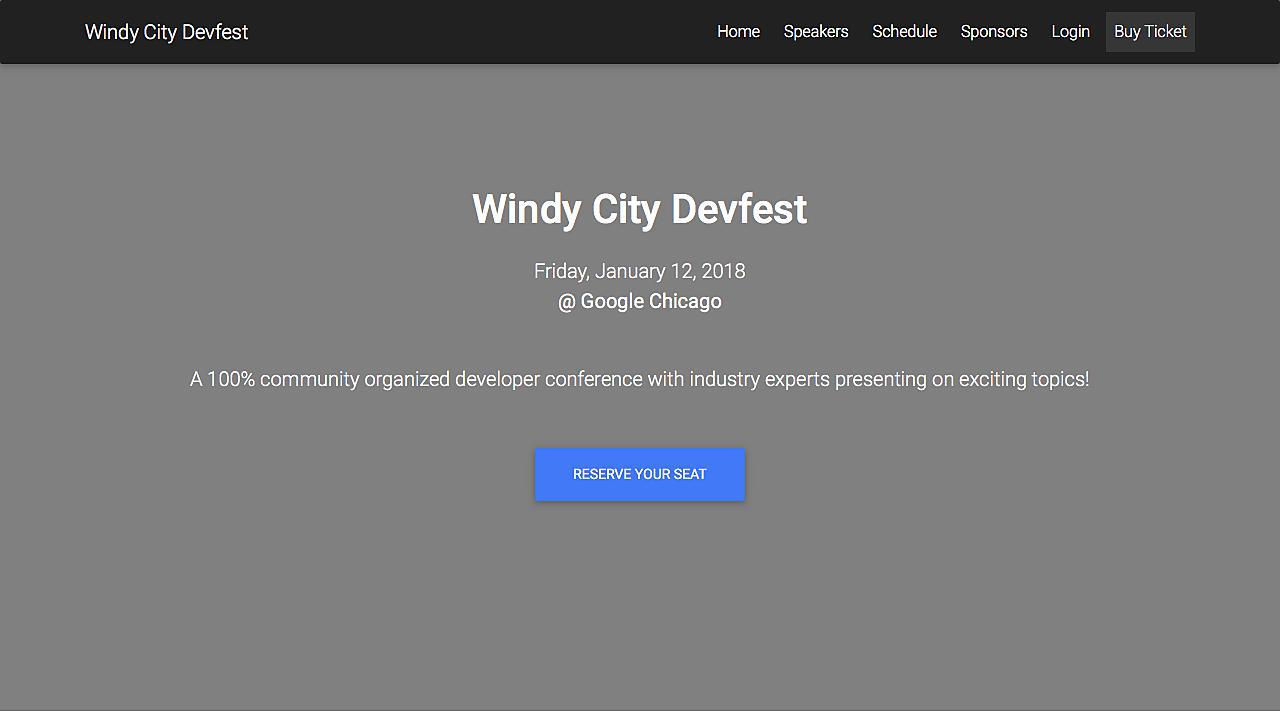 Windy City Devfest
Home Speakers Schedule Sponsors Login Buy Ticket
Windy City Devfest
Friday, January 12, 2018
@ Google Chicago
A 100% community organized developer conference with industry experts presenting on exciting topics!
RESERVE YOUR SEAT